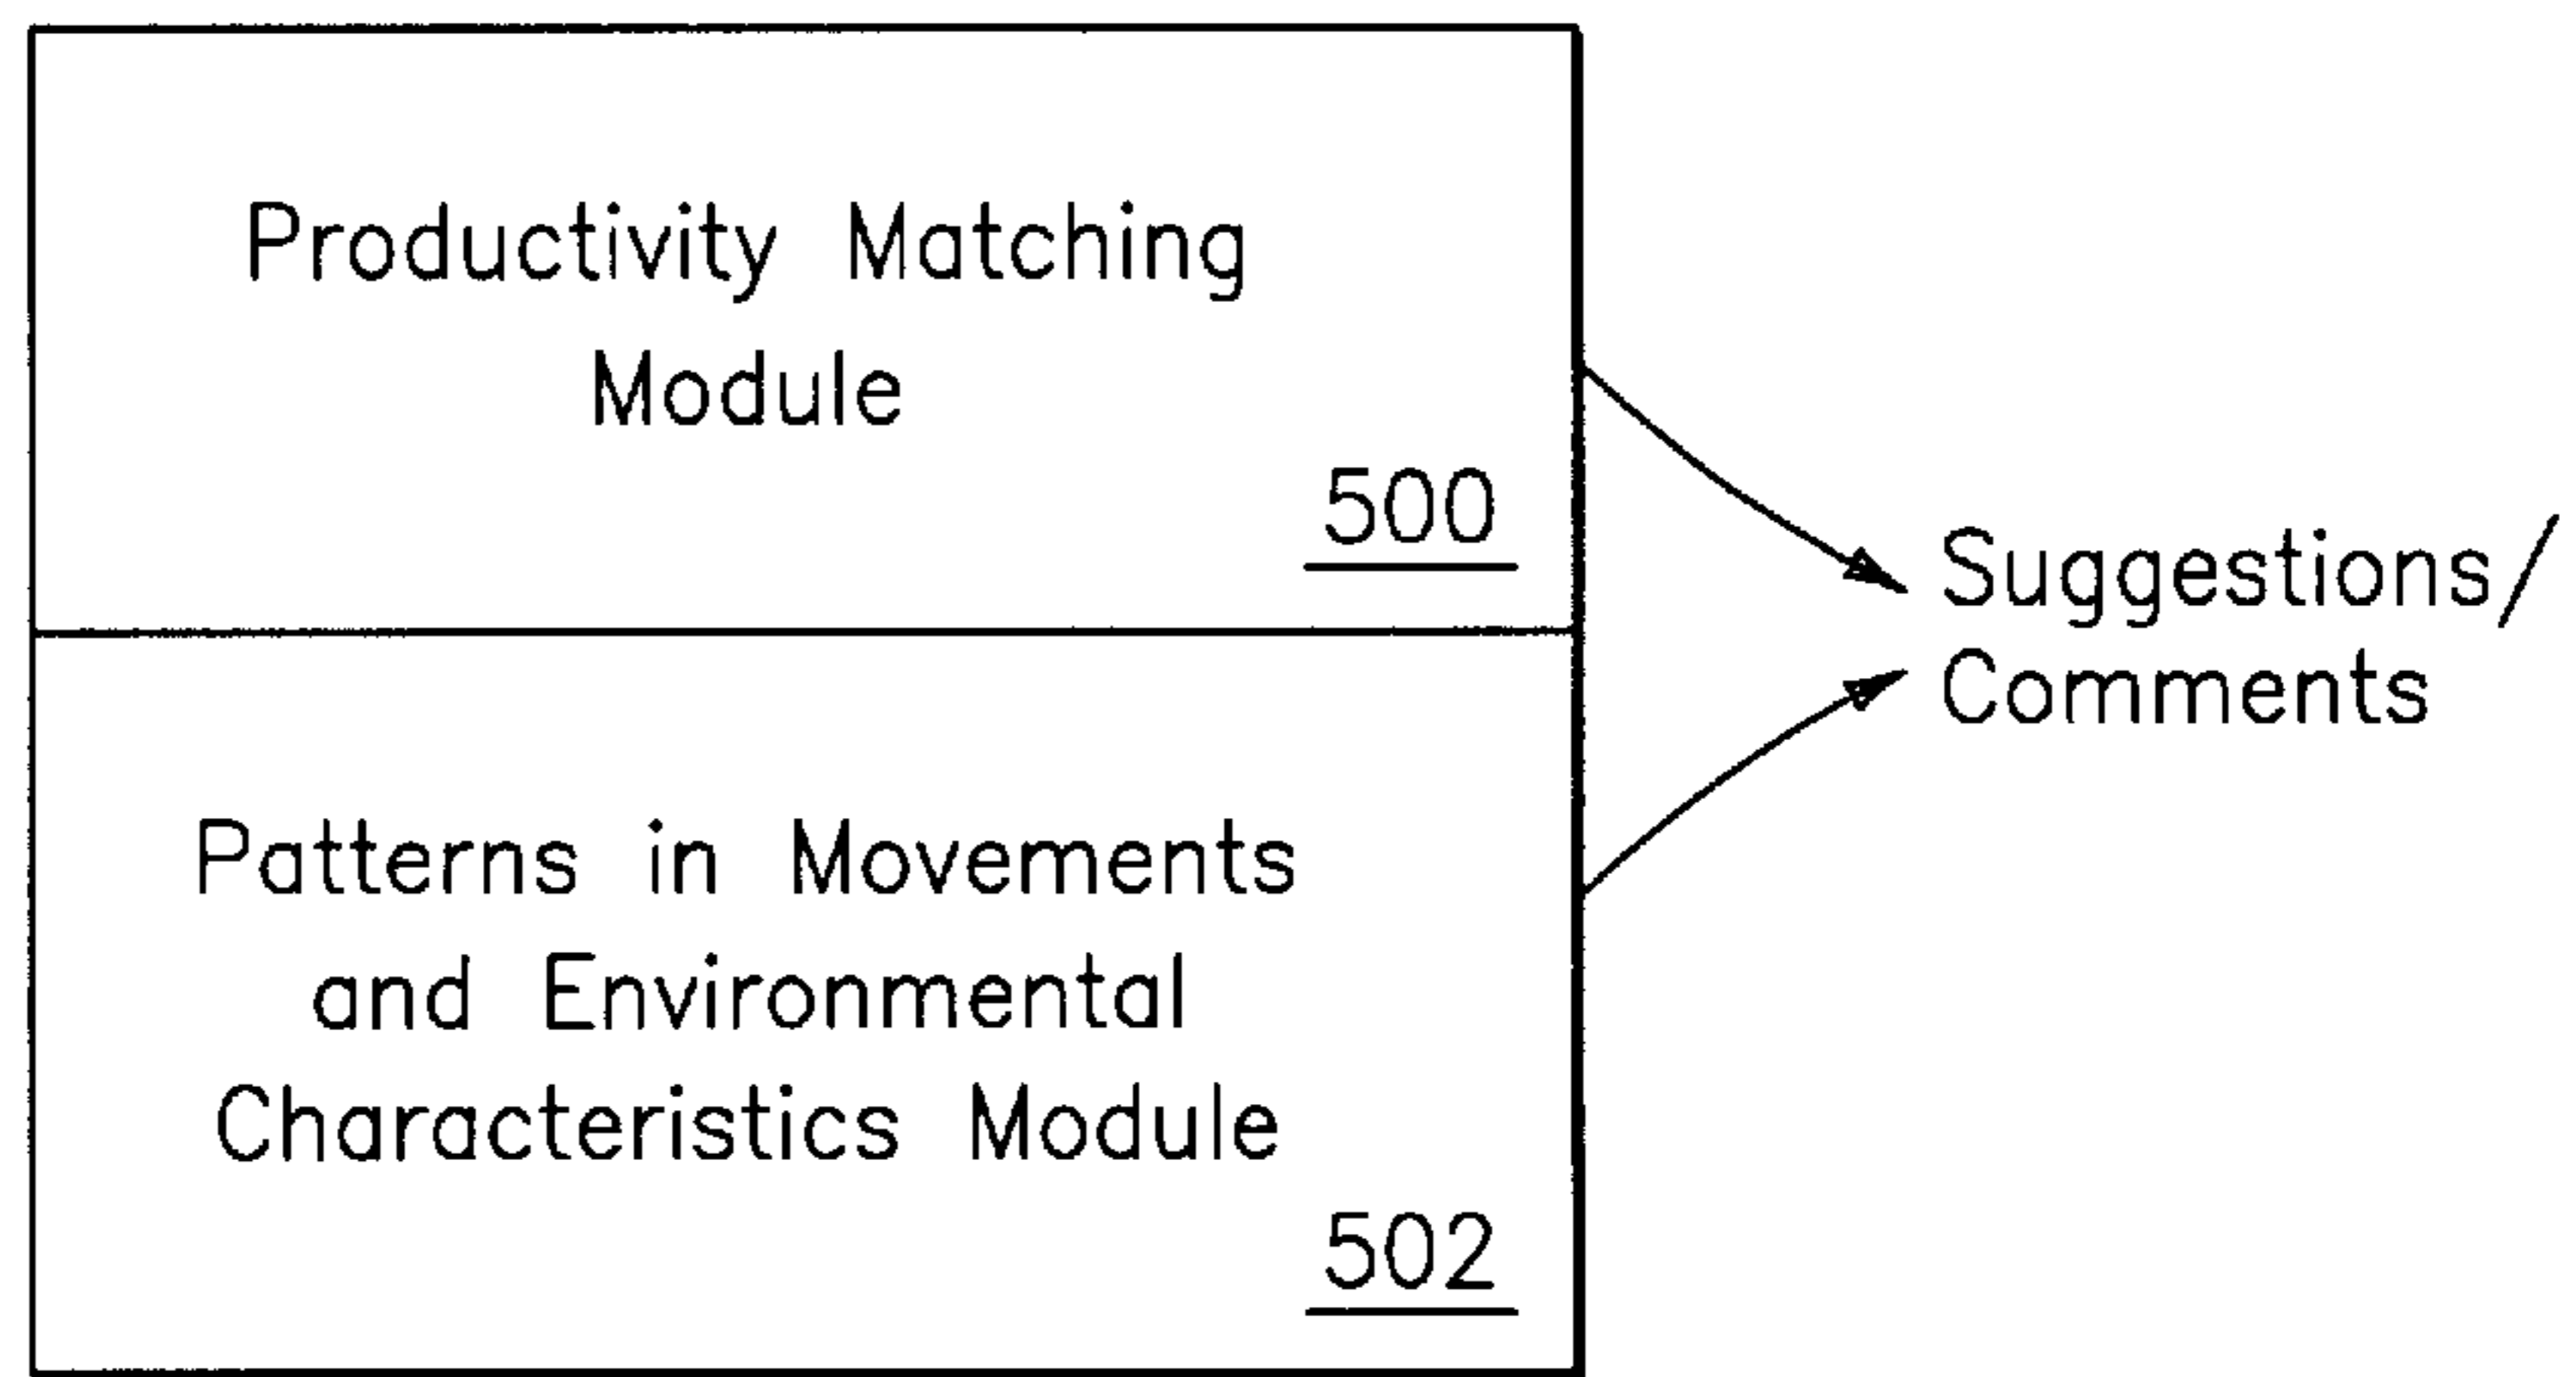 Productivity Matching
Module
500
Suggestions/
Comments
Patterns in Movements
and Environmental
Characteristics Module
502